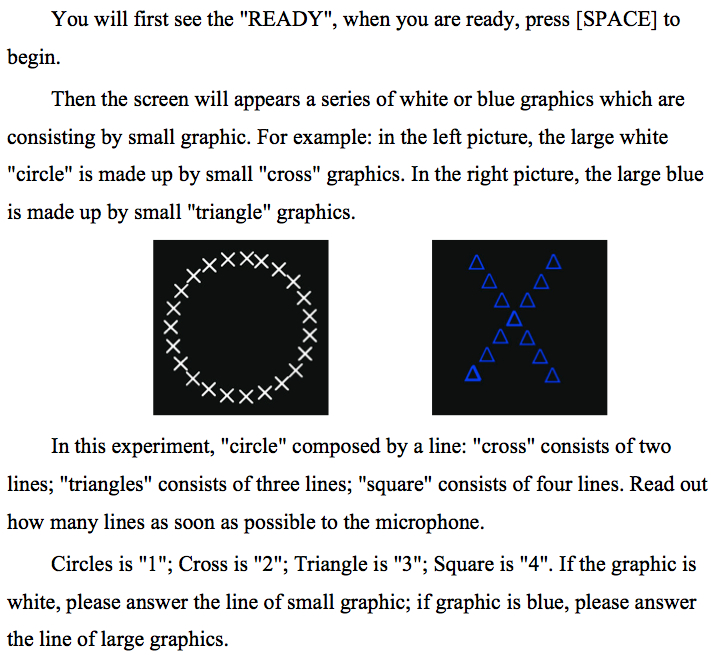 You will first see the "READY", when you are ready, press [SPACE] to
begin.
Then the screen will appears a series of white or blue graphics which are
consisting by small graphic. For example: in the left picture, the large white
"circle" is made up by small "cross" graphics. In the right picture, the large blue
is made up by small "triangle" graphics.
In this experiment, "circle" composed by a line: "cross" consists of two
lines; "triangles" consists of three lines; "square" consists of four lines. Read out
how many lines as soon as possible to the microphone.
Circles is "1"; Cross is "2"; Triangle is "3"; Square is "4". If the graphic is
white, please answer the line of small graphic; if graphic is blue, please answer
the line of large graphics.